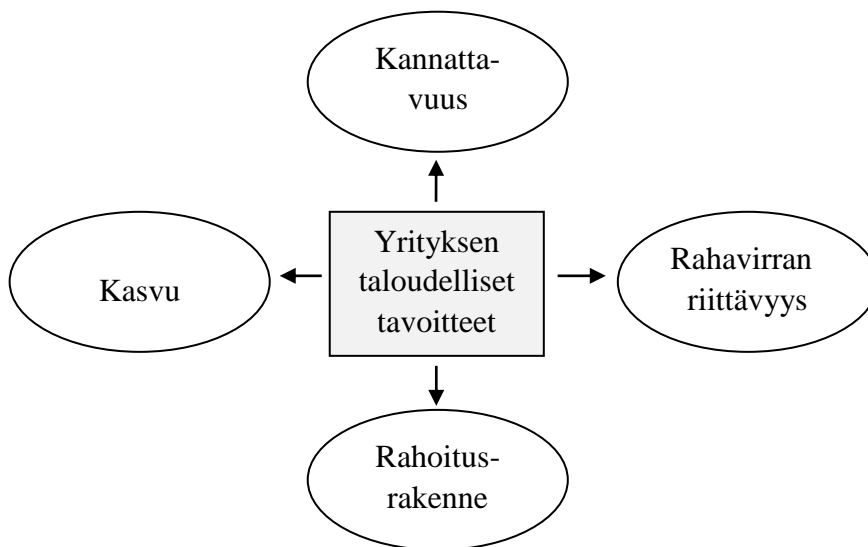 Kannatta-
vuus
Yrityksen
taloudelliset
tavoitteet
Kasvu
Rahavirran
riittävyys
Rahoitus-
rakenne